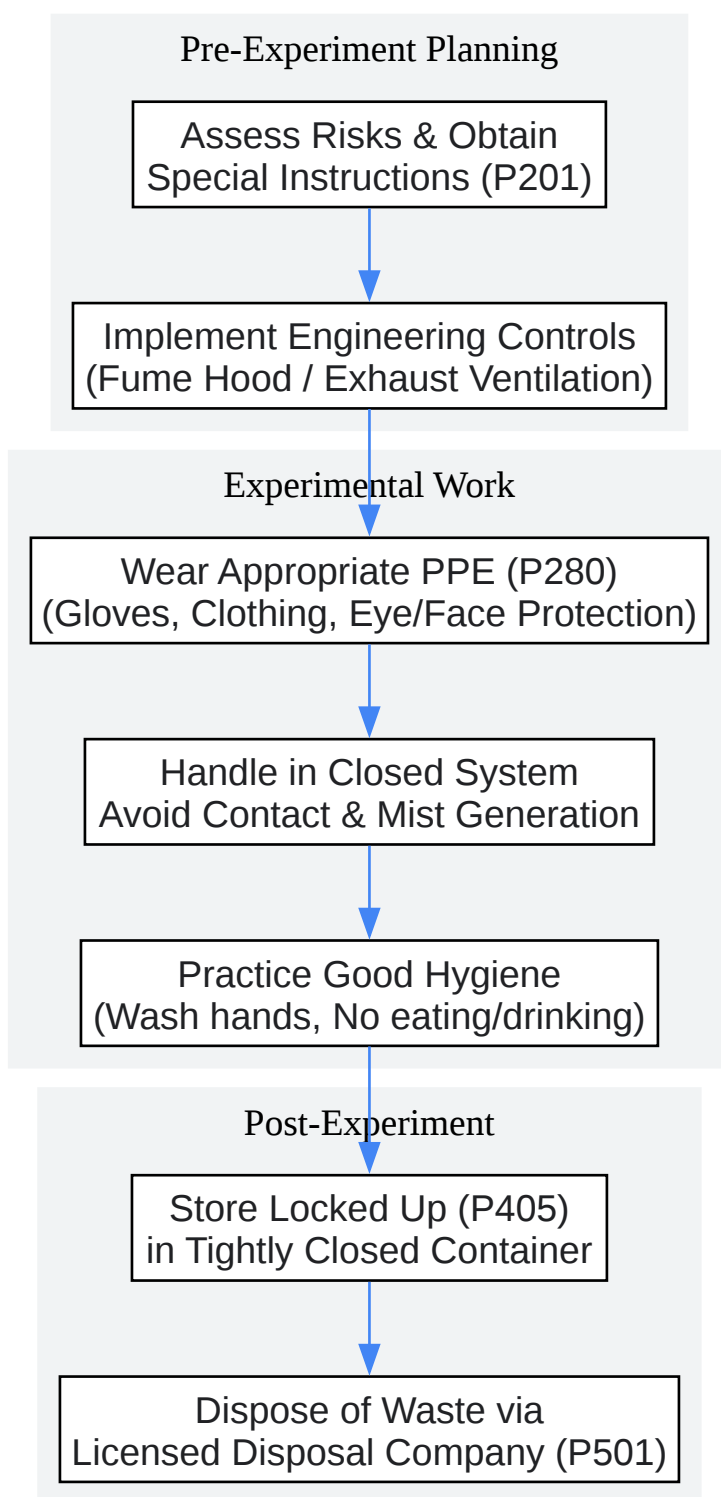 Pre-Experiment Planning
Assess Risks & Obtain
Special Instructions (P201)
Implement Engineering Controls
(Fume Hood / Exhaust Ventilation)
Experimental Work
Wear Appropriate PPE (P280)
(Gloves, Clothing, Eye/Face Protection)
Handle in Closed System
Avoid Contact & Mist Generation
Practice Good Hygiene
(Wash hands, No eating/drinking)
Post-Experiment
Store Locked Up (P405)
in Tightly Closed Container
Dispose of Waste via
Licensed Disposal Company (P501)